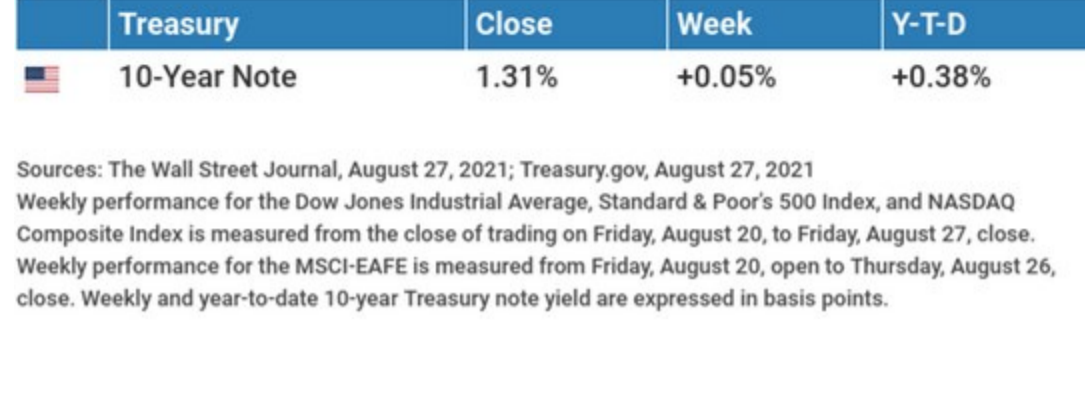 Treasury Close Week Y-T-D Y-
10-Year Note 1.31% +0.05% +0.38%
Sources: The Wall Street Journal, August 27, 2021; Treasury.gov, August 27, 2021
Weekly performance for the Dow Jones Industrial Average, Standard & Poor's 500 Index, and NASDAQ
Composite Index is measured from the close of trading on Friday, August 20, to Friday, August 27, close.
Weekly performance for the MSCI-EAFE is measured from Friday, August 20, open to Thursday, August 26,
close. Weekly and year-to-date 10-year Treasury note yield are expressed in basis points.